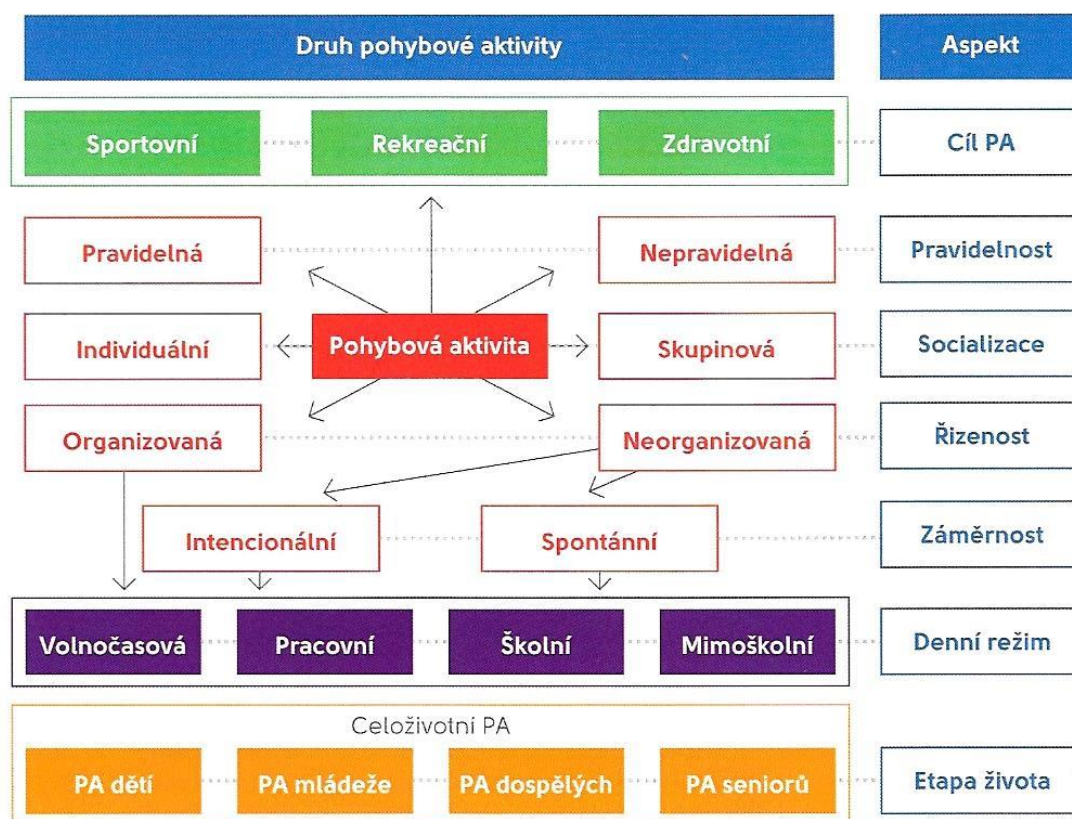 Druh pohybové aktivity Aspekt
Sportovní Rekreační Zdravotní Cíl PA
Pravidelná Nepravidelná Pravidelnost
Individuální Pohybová aktivita Skupinová Socializace
Organizovaná Neorganizovaná Řizenost
Intencionální Spontánní Záměrnost
Volnočasová Pracovní Školní Mimoškolní Denní režim
Celoživotní PA
PA dětí PA mládeže PA dospělých PA seniorů Etapa života